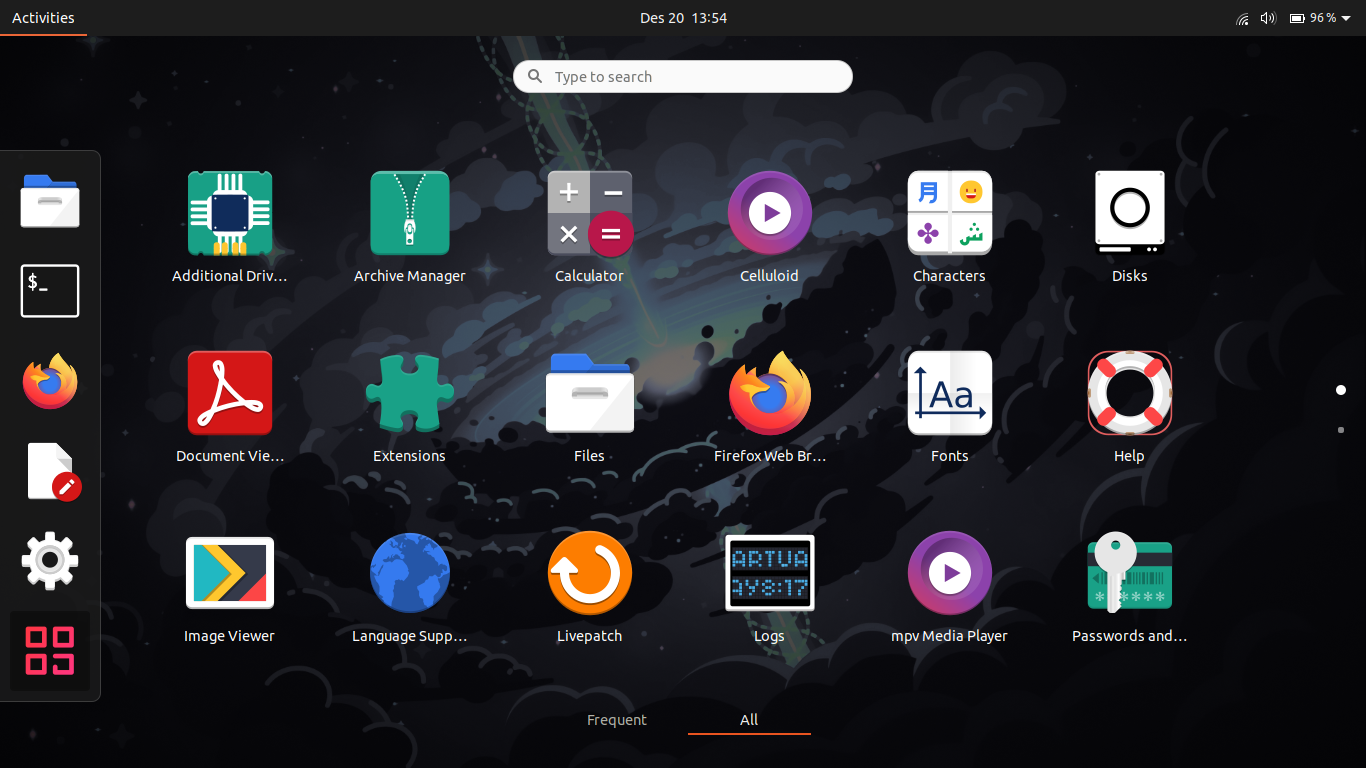 Activities
Des 20 13:54
96 %
Type to search
$_
Additional Driv…
Archive Manager
Calculator
Celluloid
月
ش
Characters
Disks
Document Vie…
Extensions
Files
Firefox Web Br…
Aa
Fonts
Help
Image Viewer
Language Supp…
Livepatch
Logs
mpv Media Player
*****
Passwords and…
Frequent
All